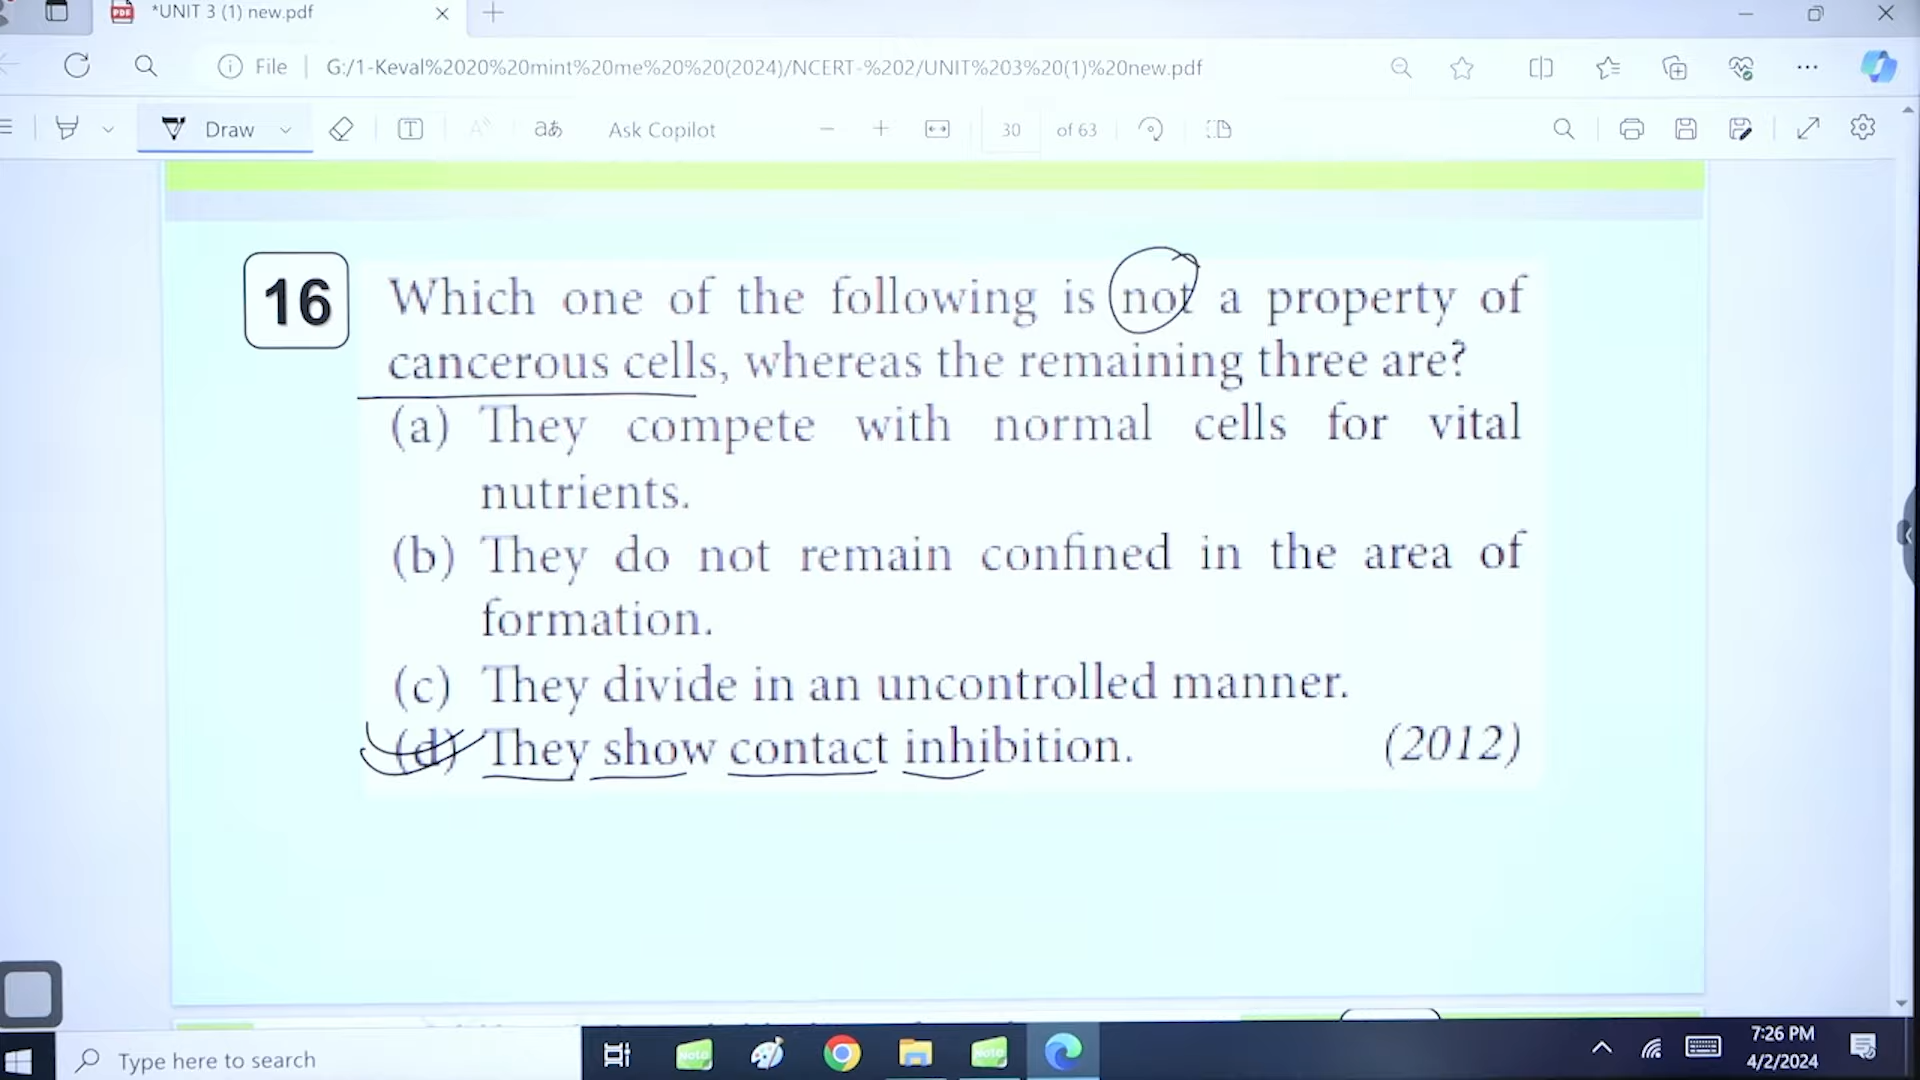 *UNIT 3 (1) new.pdf
File
G:/1-Keval%2020%20mint%20me%20%20(2024)/NCERT-%202/UNIT%203%20(1)%20new.pdf
Draw
Ask Copilot
30 of 63
16
Which one of the following is not a property of
cancerous cells, whereas the remaining three are?
(a) They compete with normal cells for vital
nutrients.
(b) They do not remain confined in the area of
formation.
(c) They divide in an uncontrolled manner.
(d) They show contact inhibition. (2012)
Type here to search
7:26 PM
4/2/2024